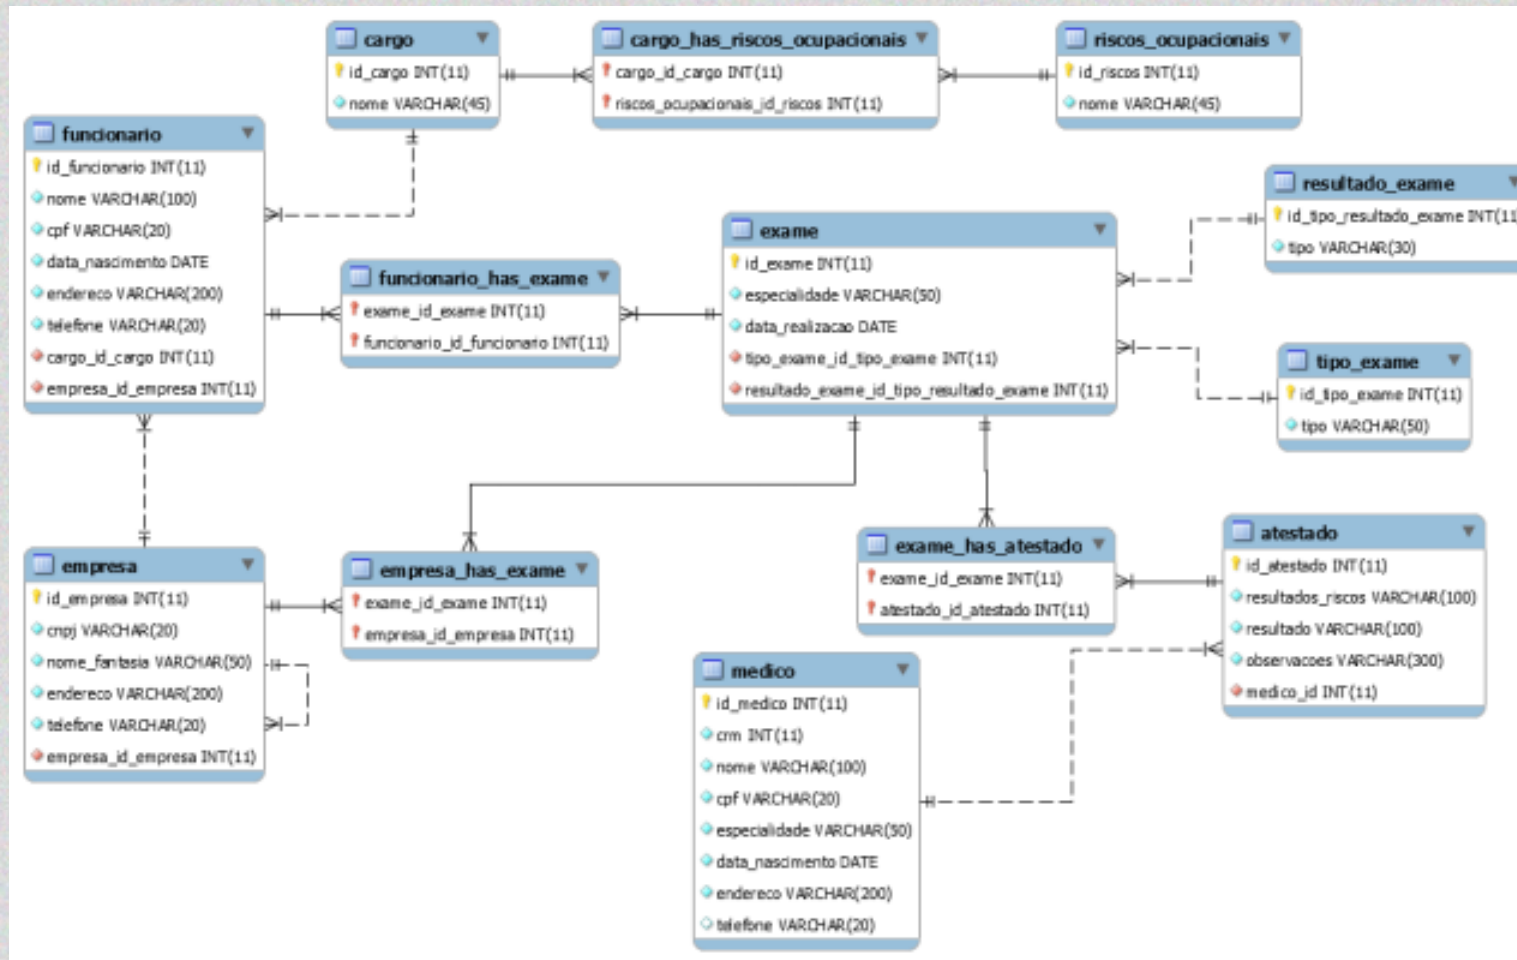 cargo
id_cargo INT(11)
nome VARCHAR(45)
cargo_has_riscos_ocupacionais
cargo_id_cargo INT(11)
riscos_ocupacionais_id_riscos INT(11)
riscos_ocupacionais
id_riscos INT(11)
nome VARCHAR(45)
funcionario
id_funcionario INT(11)
nome VARCHAR(100)
cpf VARCHAR(20)
data_nascimento DATE
endereco VARCHAR(200)
telefone VARCHAR(20)
cargo_id_cargo INT(11)
empresa_id_empresa INT(11)
funcionario_has_exame
exame_id_exame INT(11)
funcionario_id_funcionario INT(11)
exame
id_exame INT(11)
especialidade VARCHAR(50)
data_realizacao DATE
tipo_exame_id_tipo_exame INT(11)
resultado_exame_id_tipo_resultado_exame INT(11)
resultado_exame
id_tipo_resultado_exame INT(11
tipo VARCHAR(30)
tipo_exame
id_tipo_exame INT(11)
tipo VARCHAR(50)
empresa
id_empresa INT(11)
cnpj VARCHAR(20)
nome_fantasia VARCHAR(50)
endereco VARCHAR(200)
telefone VARCHAR(20)
empresa_id_empresa INT(11)
empresa_has_exame
exame_id_exame INT(11)
empresa_id_empresa INT(11)
exame_has_atestado
exame_id_exame INT(11)
atestado_id_atestado INT(11)
atestado
id_atestado INT(11)
resultados_riscos VARCHAR(100)
resultado VARCHAR(100)
observacoes VARCHAR(300)
medico_id INT(11)
medico
id_medico INT(11)
crm INT(11)
nome VARCHAR(100)
cpf VARCHAR(20)
especialidade VARCHAR(50)
data_nascimento DATE
endereco VARCHAR(200)
telefone VARCHAR(20)